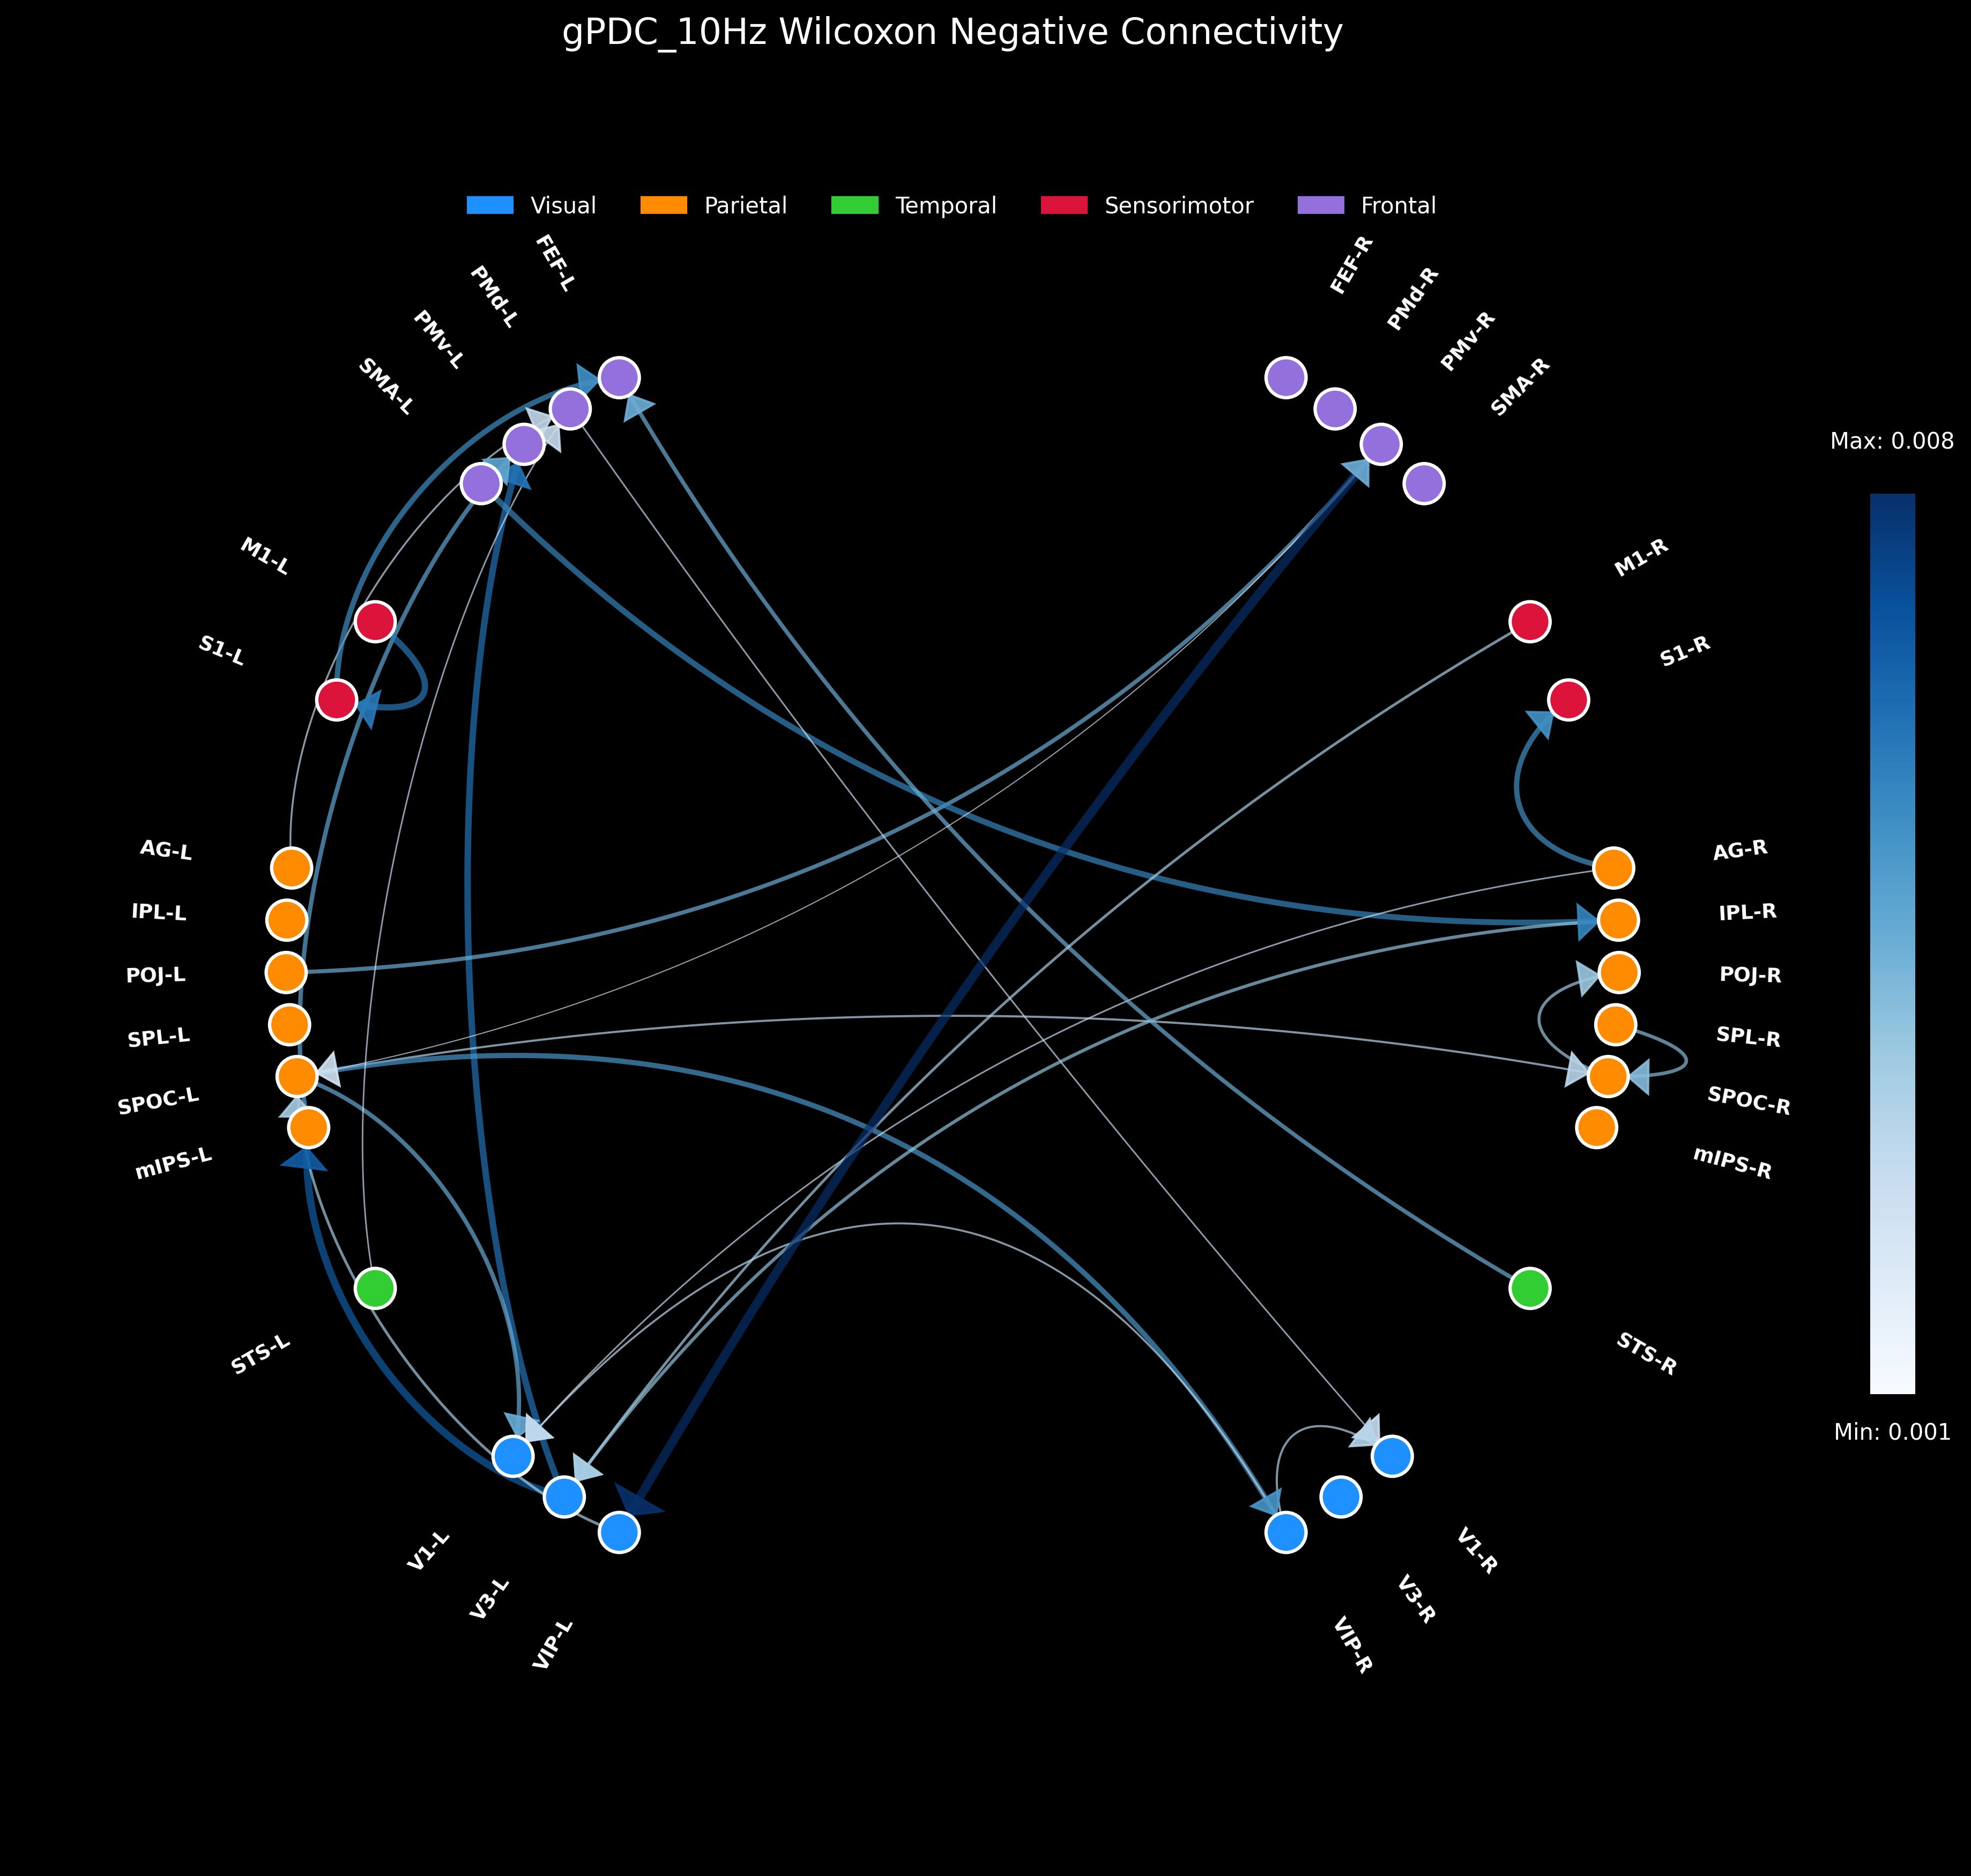 gPDC_10Hz Wilcoxon Negative Connectivity
Visual
Parietal
Temporal
Sensorimotor
Frontal
FEF-L
PMd-L
PMv-L
SMA-L
M1-L
S1-L
AG-L
IPL-L
POJ-L
SPL-L
SPOC-L
mIPS-L
STS-L
V1-L
V3-L
VIP-L
FEF-R
PMd-R
PMv-R
SMA-R
M1-R
S1-R
AG-R
IPL-R
POJ-R
SPL-R
SPOC-R
mIPS-R
STS-R
V1-R
V3-R
VIP-R
Max: 0.008
Min: 0.001